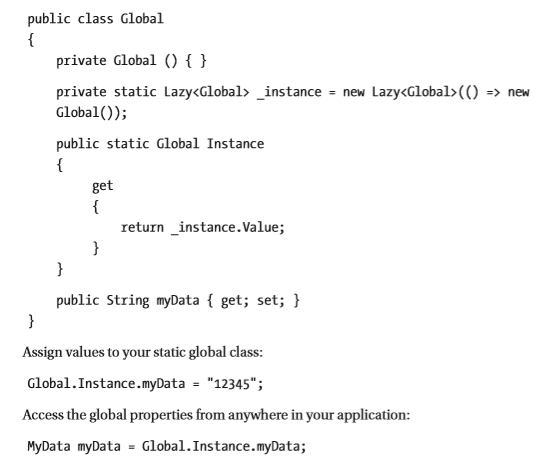 public class Global
{
private Global () { }
private static Lazy<Global> _instance = new Lazy<Global>(() => new
Global());
public static Global Instance
{
get
{
return _instance.Value;
}
}
public String myData { get; set; }
}
Assign values to your static global class:
Global.Instance.myData = "12345";
Access the global properties from anywhere in your application:
MyData myData = Global.Instance.myData;